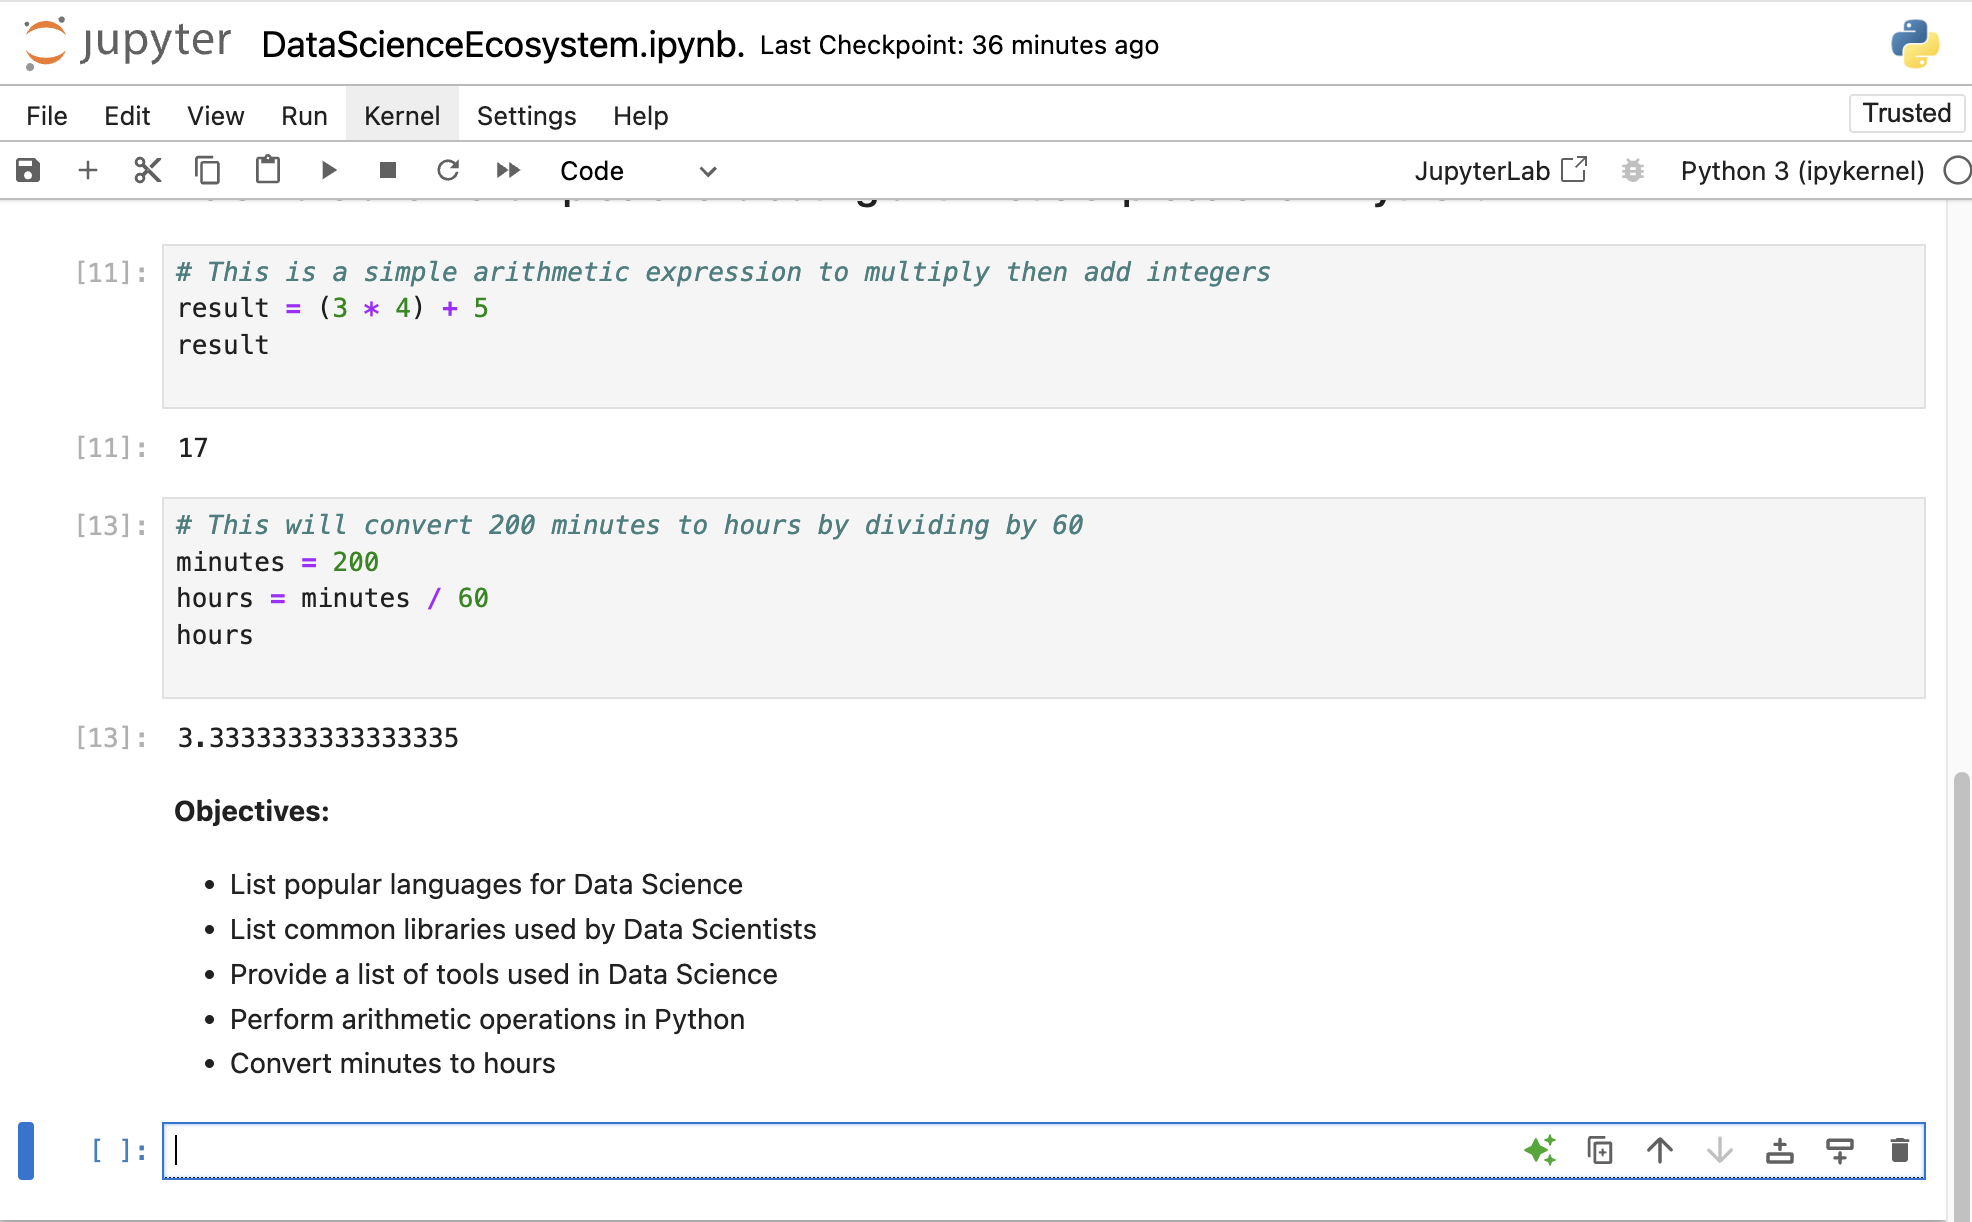 jupyter DataScienceEcosystem.ipynb. Last Checkpoint: 36 minutes ago
File Edit View Run Kernel Settings Help Trusted
Code JupyterLab Python 3 (ipykernel)
[11]: # This is a simple arithmetic expression to multiply then add integers
result = (3 * 4) + 5
result
[11]: 17
[13]: # This will convert 200 minutes to hours by dividing by 60
minutes = 200
hours = minutes / 60
hours
[13]: 3.3333333333333335
Objectives:
• List popular languages for Data Science
• List common libraries used by Data Scientists
• Provide a list of tools used in Data Science
• Perform arithmetic operations in Python
• Convert minutes to hours
[ ]: